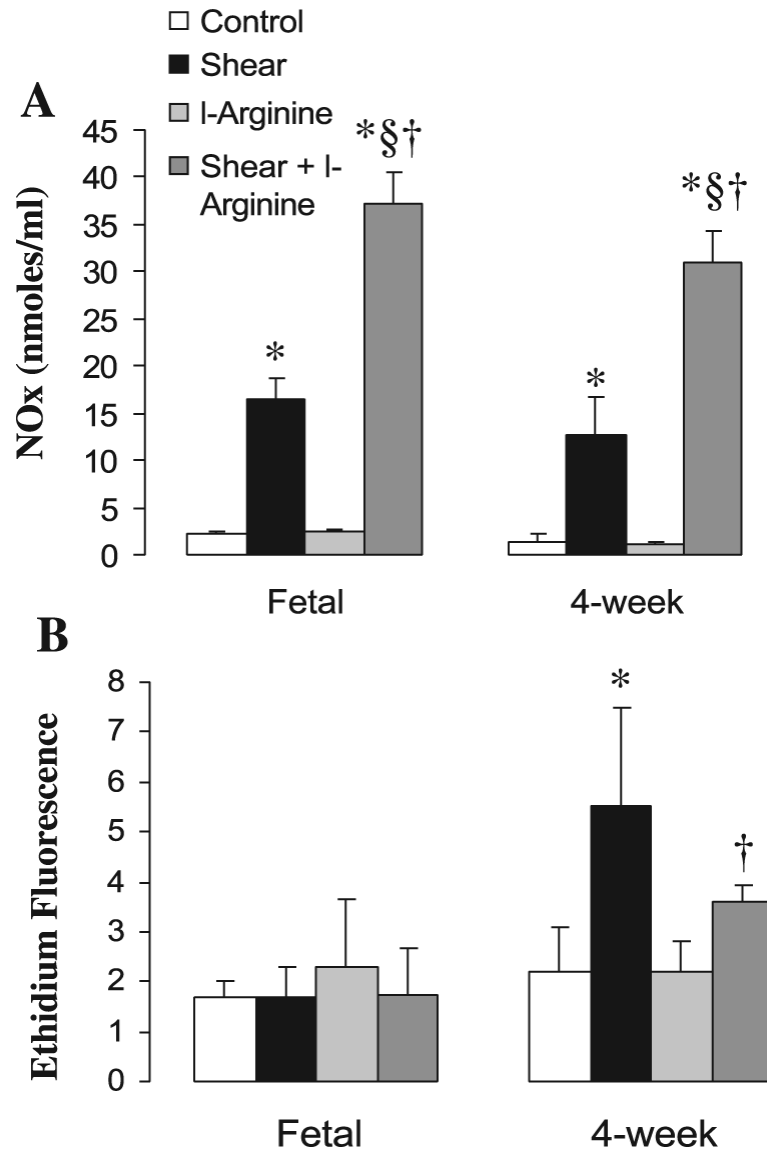 Control
Shear
l-Arginine
Shear + l-
Arginine
A
NOx (nmoles/ml)
45
40
35
30
25
20
15
10
5
0
*
*§†
*
*§†
Fetal
4-week
B
Ethidium Fluorescence
8
7
6
5
4
3
2
1
0
*
†
Fetal
4-week